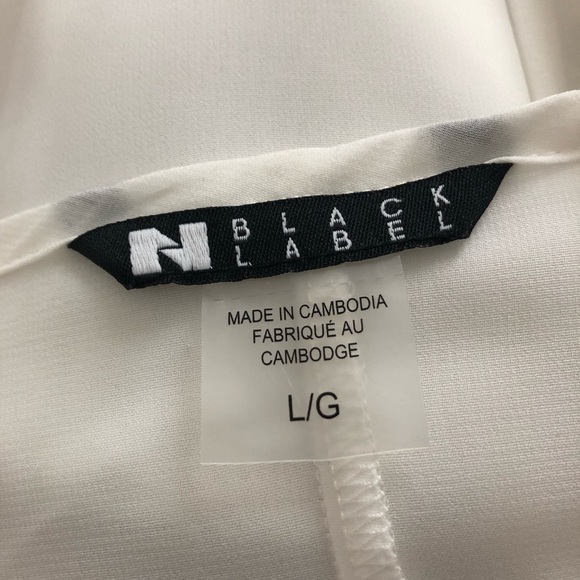 N BLACK
LABEL
MADE IN CAMBODIA
FABRIQUÉ AU
CAMBODGE
L/G